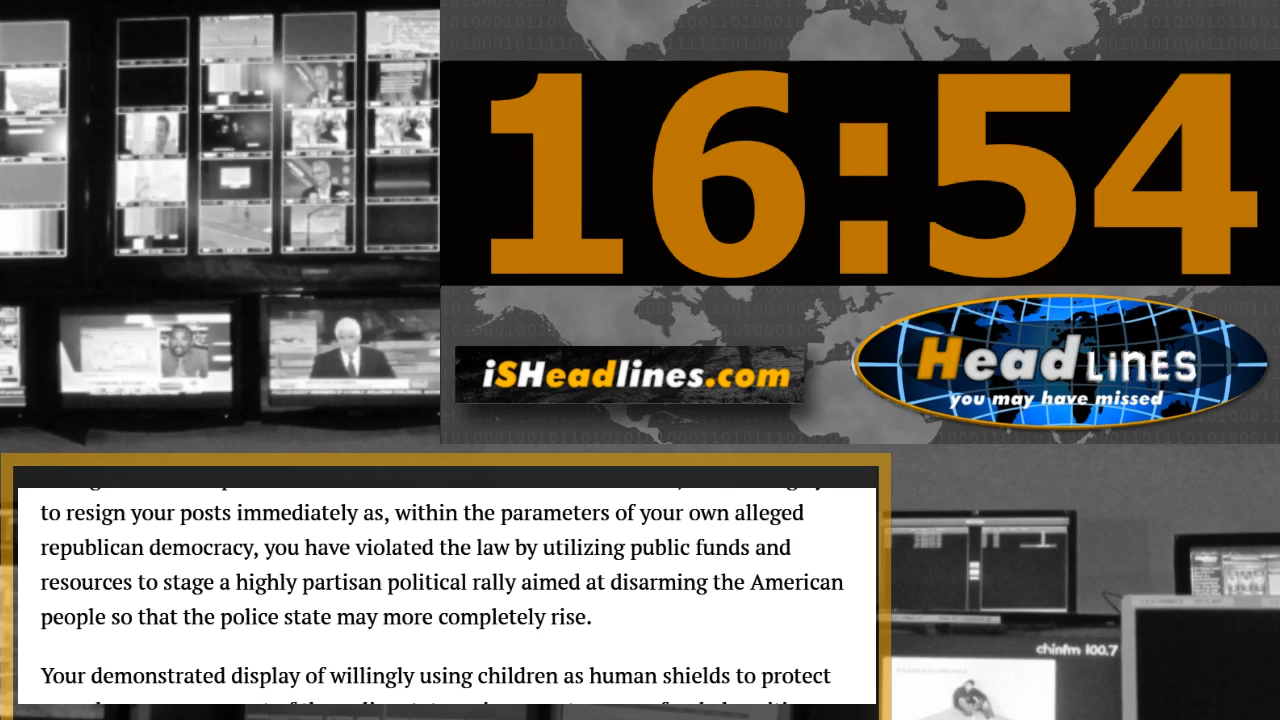 16:54
iSHeadlines.com
HeadLINES
you may have missed
to resign your posts immediately as, within the parameters of your own alleged
republican democracy, you have violated the law by utilizing public funds and
resources to stage a highly partisan political rally aimed at disarming the American
people so that the police state may more completely rise.
Your demonstrated display of willingly using children as human shields to protect
chinfm 100.7